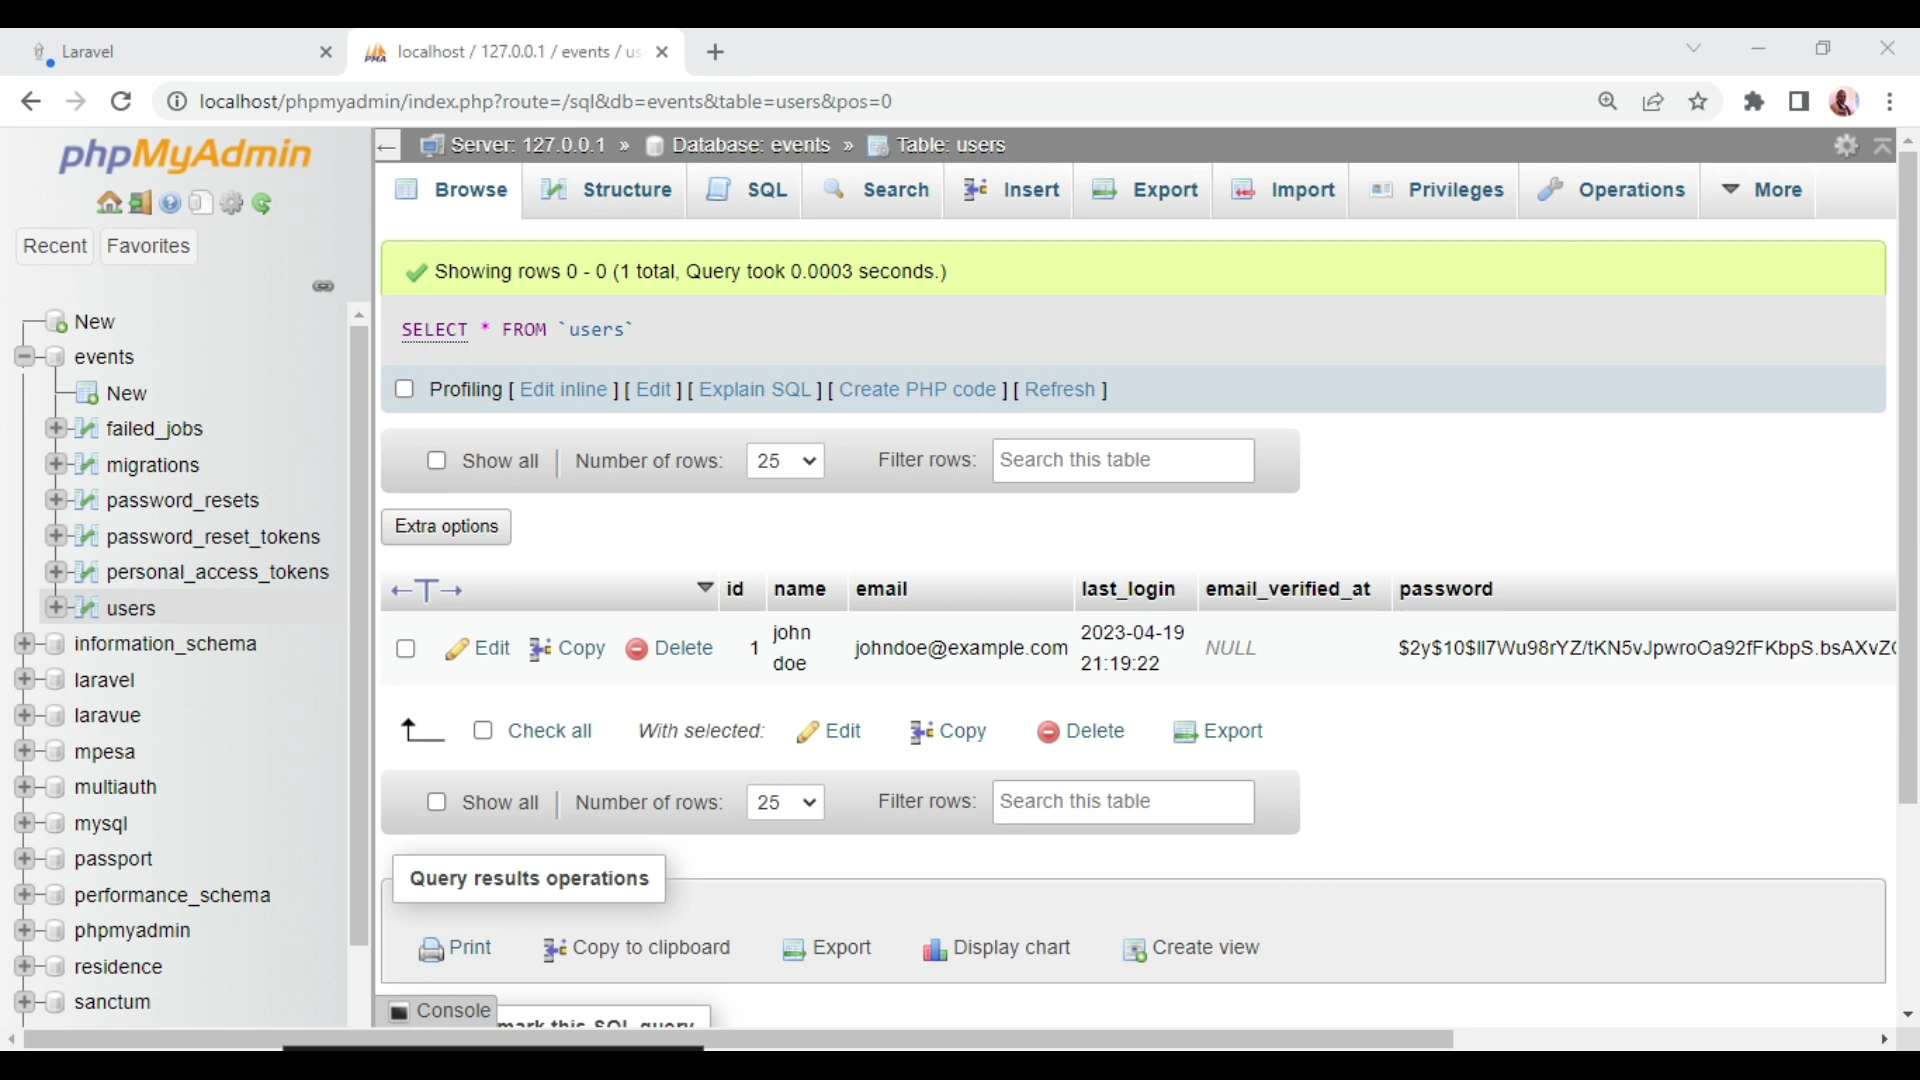 Laravel
localhost / 127.0.0.1 / events / us
localhost/phpmyadmin/index.php?route=/sql&db=events&table=users&pos=0
phpMyAdmin
Recent
Favorites
New
events
New
failed_jobs
migrations
password_resets
password_reset_tokens
personal_access_tokens
users
information_schema
laravel
laravue
mpesa
multiauth
mysql
passport
performance_schema
phpmyadmin
residence
sanctum
Server: 127.0.0.1 » Database: events » Table: users
Browse Structure SQL Search Insert Export Import Privileges Operations More
Showing rows 0 - 0 (1 total, Query took 0.0003 seconds.)
SELECT * FROM `users`
Profiling [ Edit inline ] [ Edit ] [ Explain SQL ] [ Create PHP code ] [ Refresh ]
Show all | Number of rows: 25 Filter rows: Search this table
Extra options
id name email last_login email_verified_at password
Edit Copy Delete 1 john doe johndoe@example.com 2023-04-19 21:19:22 NULL $2y$10$Il7Wu98rYZ/tKN5vJpwroOa92fFKbpS.bsAXvZ
Check all With selected: Edit Copy Delete Export
Show all | Number of rows: 25 Filter rows: Search this table
Query results operations
Print Copy to clipboard Export Display chart Create view
Console
mark this SQL query